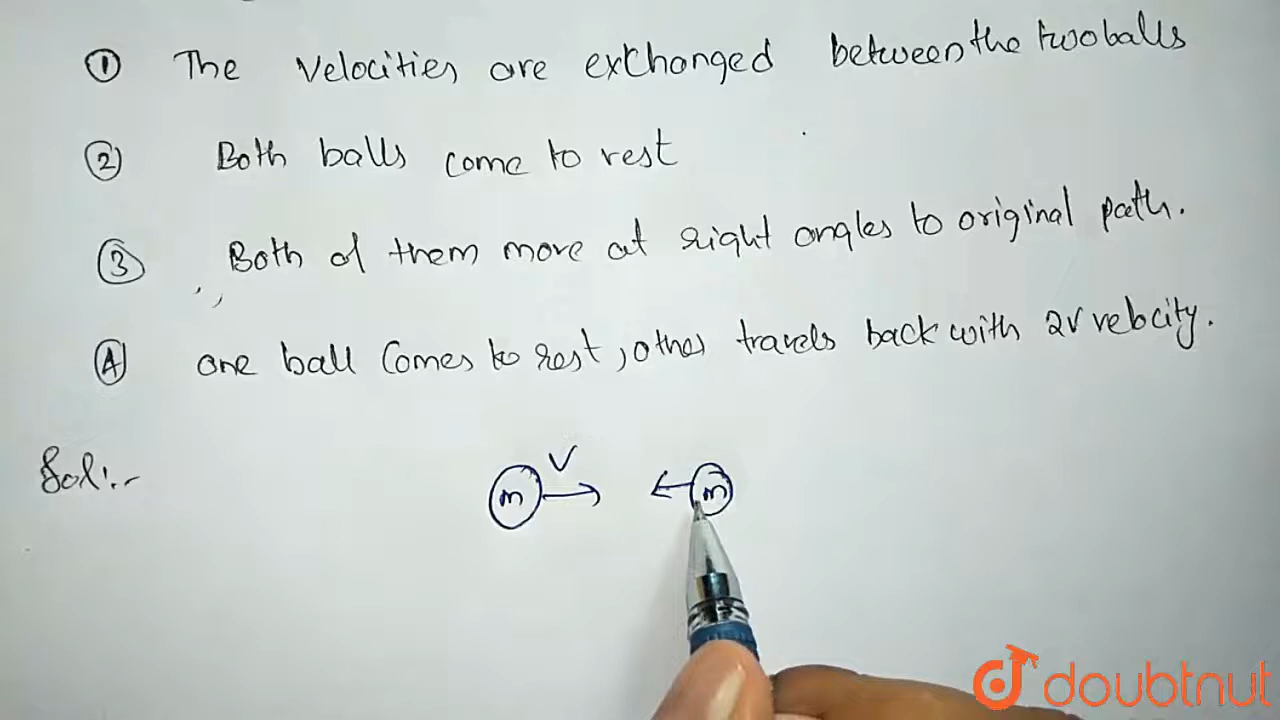 ① The velocities are exchanged between the two balls
② Both balls come to rest
③ Both of them move at right angles to original path.
④ one ball comes to rest, other travels back with 2v velocity.
Sol:-
V
m m
doubtnut